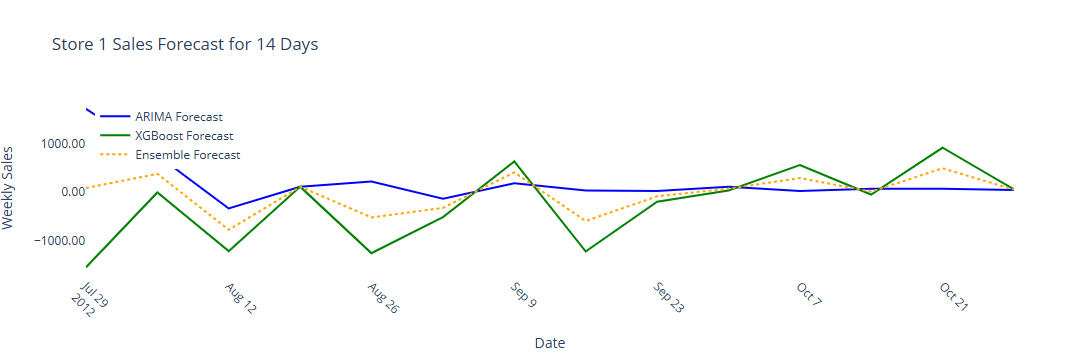 Store 1 Sales Forecast for 14 Days
ARIMA Forecast
XGBoost Forecast
Ensemble Forecast
Weekly Sales
1000.00
0.00
−1000.00
Jul 29
2012
Aug 12
Aug 26
Sep 9
Sep 23
Oct 7
Oct 21
Date